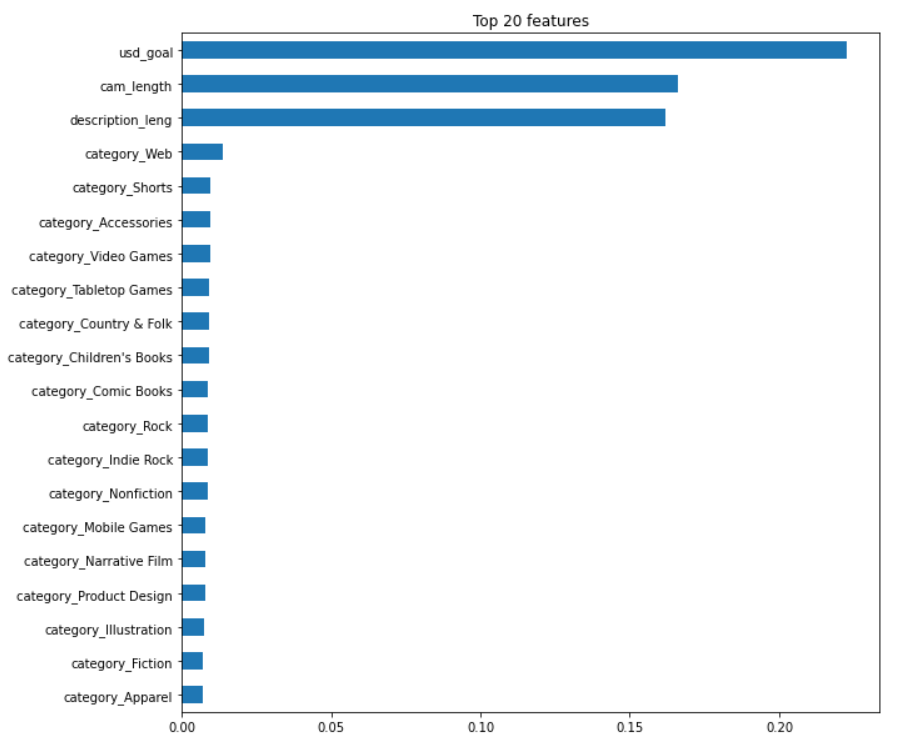 Top 20 features
usd_goal
cam_length
description_leng
category_Web
category_Shorts
category_Accessories
category_Video Games
category_Tabletop Games
category_Country & Folk
category_Children's Books
category_Comic Books
category_Rock
category_Indie Rock
category_Nonfiction
category_Mobile Games
category_Narrative Film
category_Product Design
category_Illustration
category_Fiction
category_Apparel
0.00 0.05 0.10 0.15 0.20